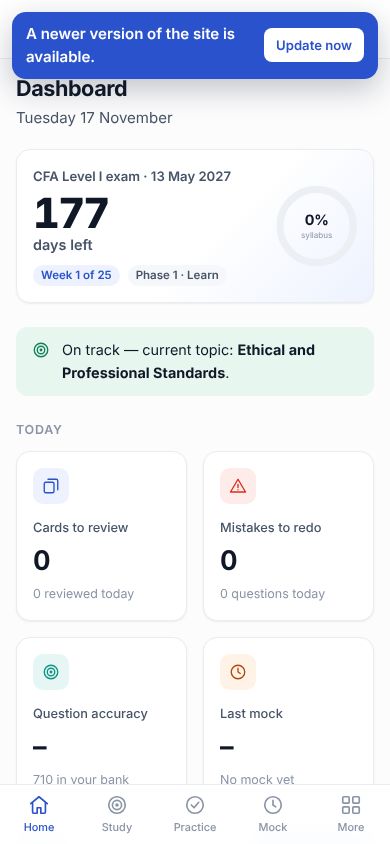 A newer version of the site is
available.
Update now
Dashboard
Tuesday 17 November
CFA Level I exam · 13 May 2027
177
days left
Week 1 of 25
Phase 1 · Learn
0%
syllabus
On track — current topic: Ethical and
Professional Standards.
TODAY
Cards to review
0
0 reviewed today
Mistakes to redo
0
0 questions today
Question accuracy
–
710 in your bank
Last mock
–
No mock yet
Home
Study
Practice
Mock
More